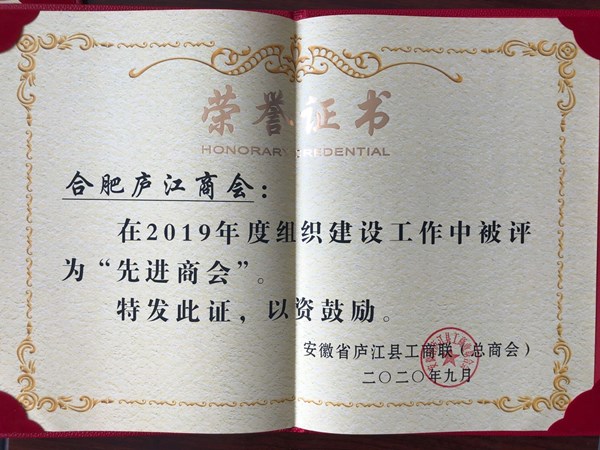 荣誉证书
HONORARY CREDENTIAL
合肥庐江商会：
在2019年度组织建设工作中被评
为“先进商会”。
特发此证，以资鼓励。
安徽省庐江县工商联（总商会）
二〇二〇年九月